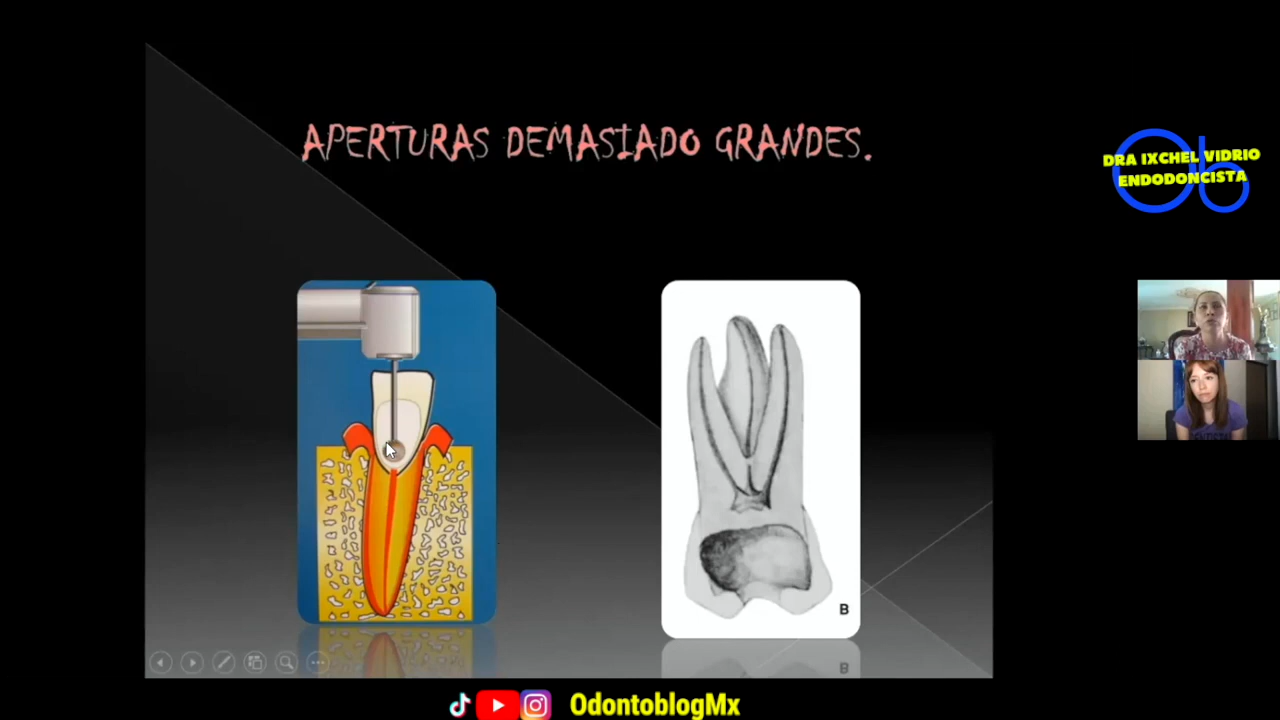 APERTURAS DEMASIADO GRANDES.
DRA IXCHEL VIDRIO
ENDODONCISTA
B
OdontoblogMx